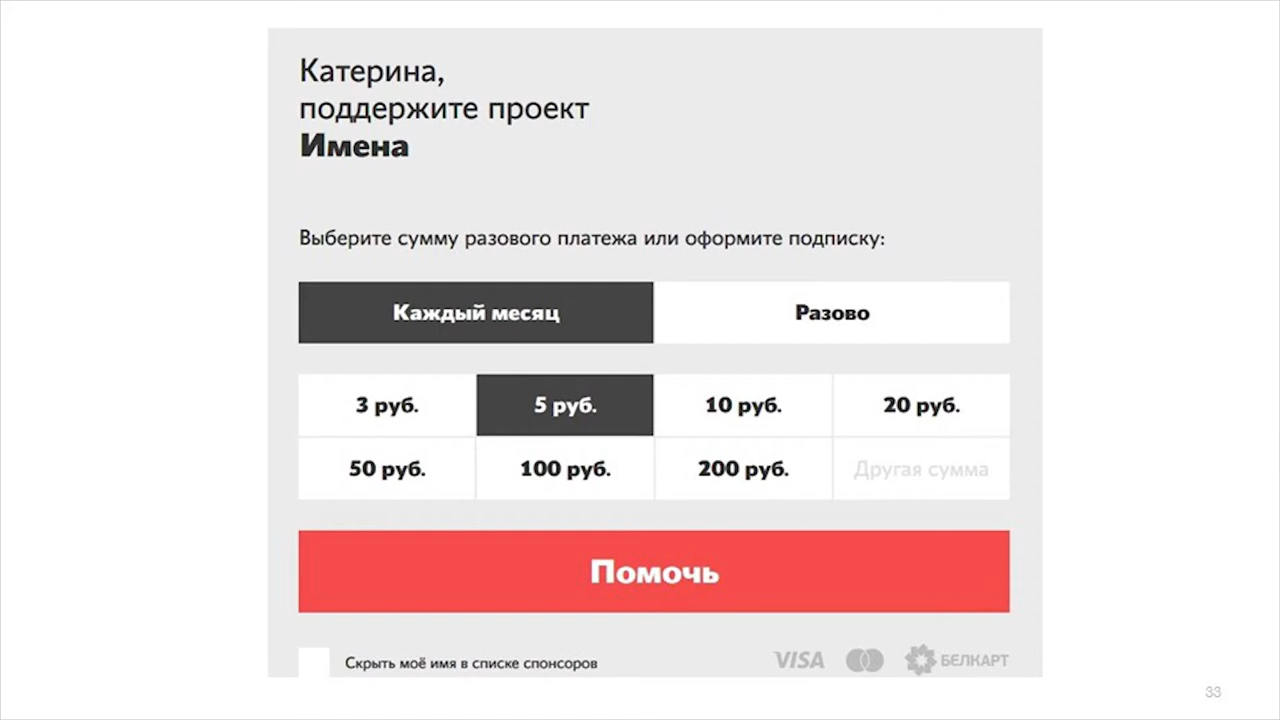 Катерина,
поддержите проект
Имена
Выберите сумму разового платежа или оформите подписку:
Каждый месяц
Разово
3 руб.
5 руб.
10 руб.
20 руб.
50 руб.
100 руб.
200 руб.
Другая сумма
Помочь
Скрыть моё имя в списке спонсоров
VISA
БЕЛКАРТ
33